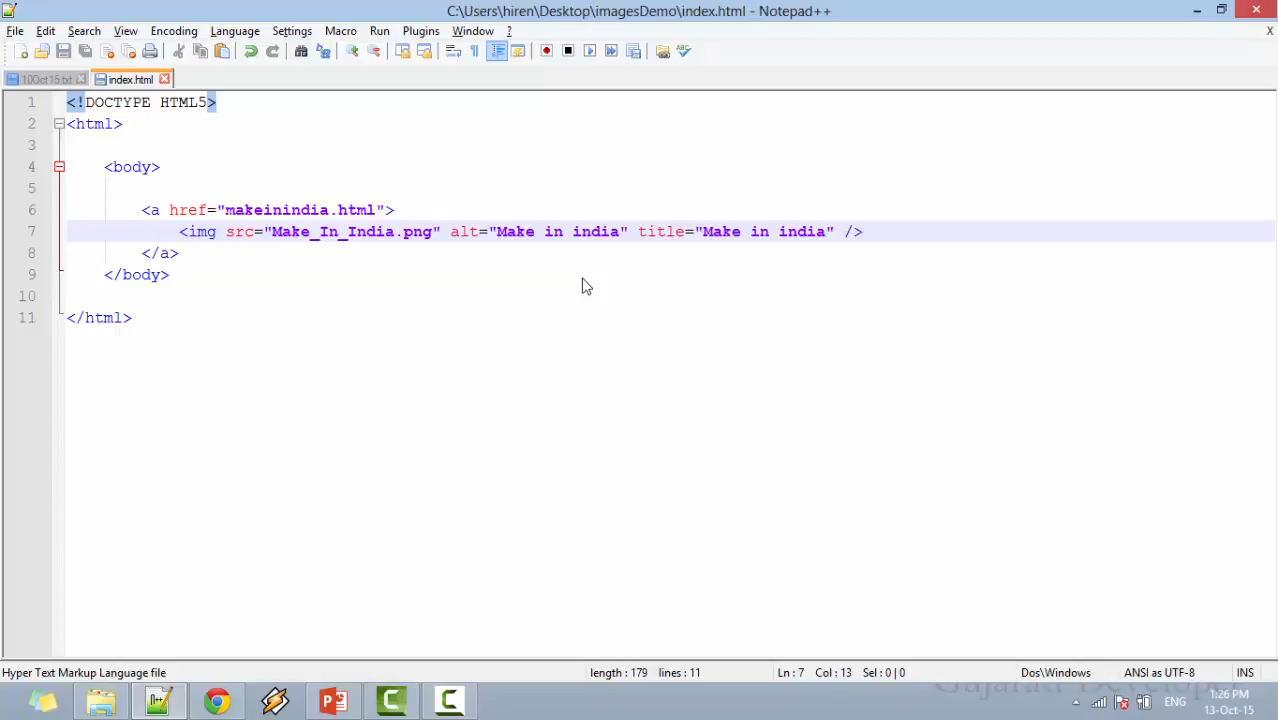 C:\Users\hiren\Desktop\imagesDemo\index.html - Notepad++
File Edit Search View Encoding Language Settings Macro Run Plugins Window ? X
10Oct15.txt index.html
1 <!DOCTYPE HTML5>
2 <html>
3
4 <body>
5
6 <a href="makeinindia.html">
7 <img src="Make_In_India.png" alt="Make in india" title="Make in india" />
8 </a>
9 </body>
10
11 </html>
Hyper Text Markup Language file length : 179 lines : 11 Ln : 7 Col : 13 Sel : 0 | 0 Dos\Windows ANSI as UTF-8 INS
Gujarati Developer
ENG 1:26 PM
13-Oct-15